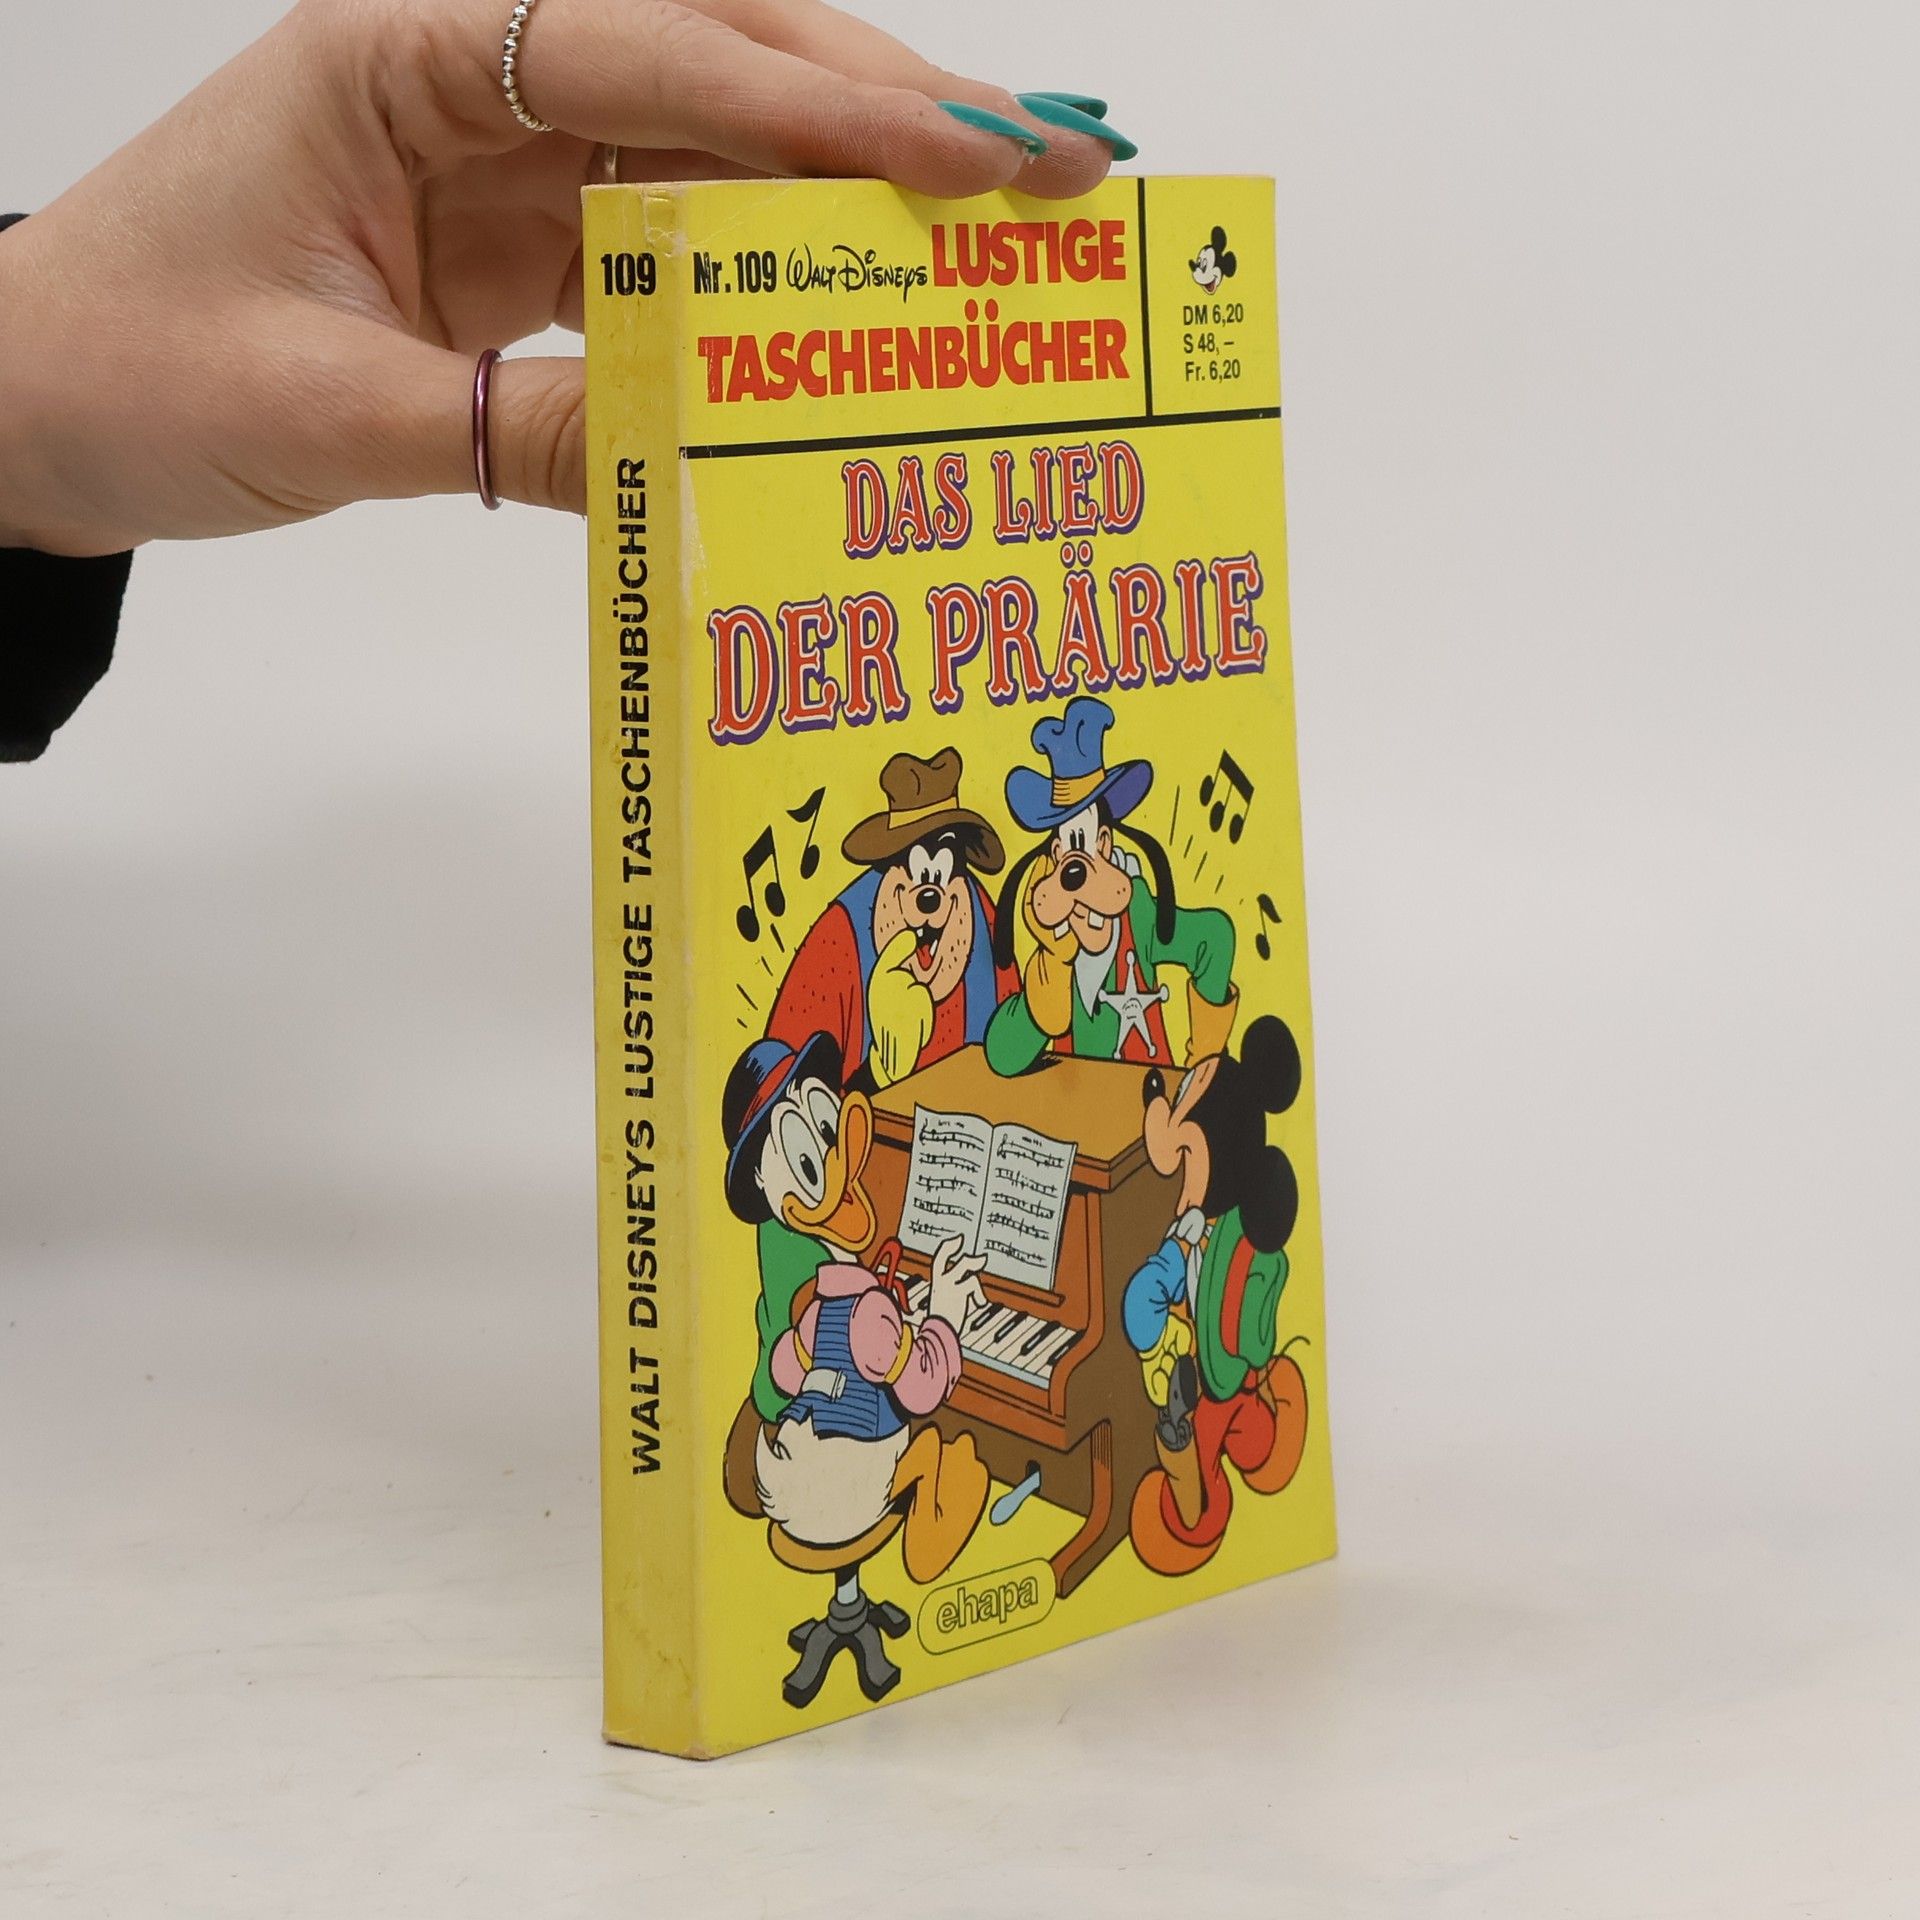 109
WALT DISNEYS LUSTIGE TASCHENBÜCHER
Nr.109 Walt Disneys LUSTIGE
TASCHENBÜCHER
DM 6,20
S 48,–
Fr. 6,20
DAS LIED
DER PRÄRIE
ehapa